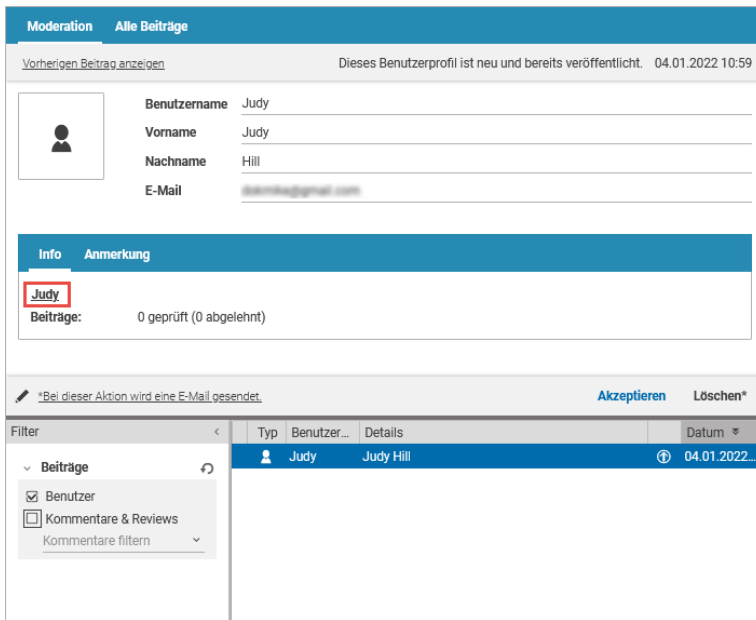 Moderation Alle Beiträge
Vorherigen Beitrag anzeigen Dieses Benutzerprofil ist neu und bereits veröffentlicht. 04.01.2022 10:59
Benutzername Judy
Vorname Judy
Nachname Hill
E-Mail
Info Anmerkung
Judy
Beiträge: 0 geprüft (0 abgelehnt)
*Bei dieser Aktion wird eine E-Mail gesendet. Akzeptieren Löschen*
Filter Typ Benutzer... Details Datum
Judy Judy Hill 04.01.2022...
Beiträge
Benutzer
Kommentare & Reviews
Kommentare filtern